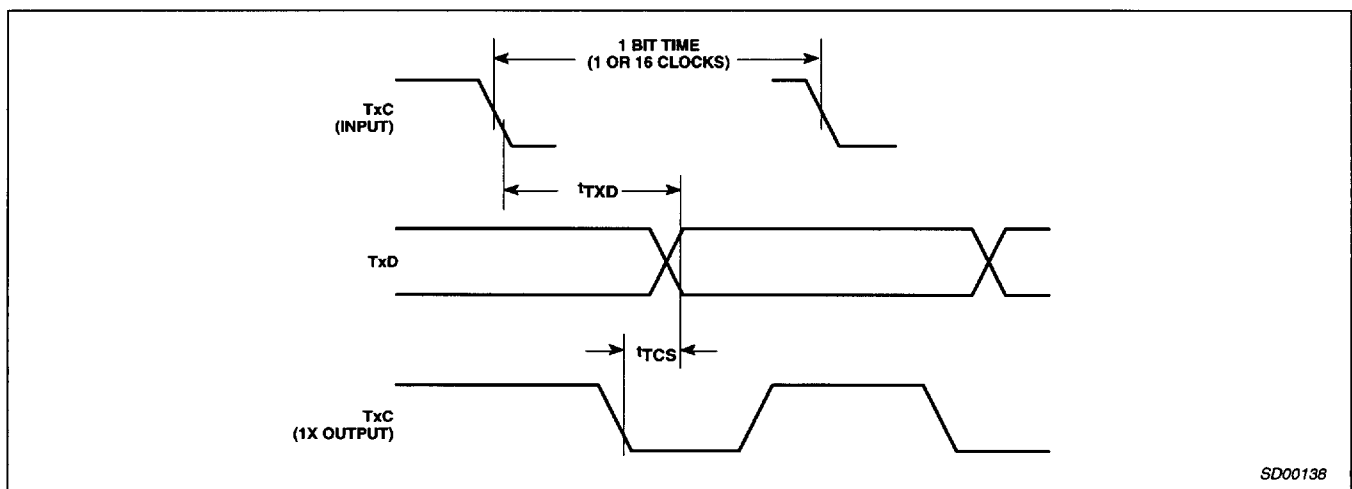 1 BIT TIME
(1 OR 16 CLOCKS)
TxC
(INPUT)
tTXD
TxD
tTCS
TxC
(1X OUTPUT)
SD00138